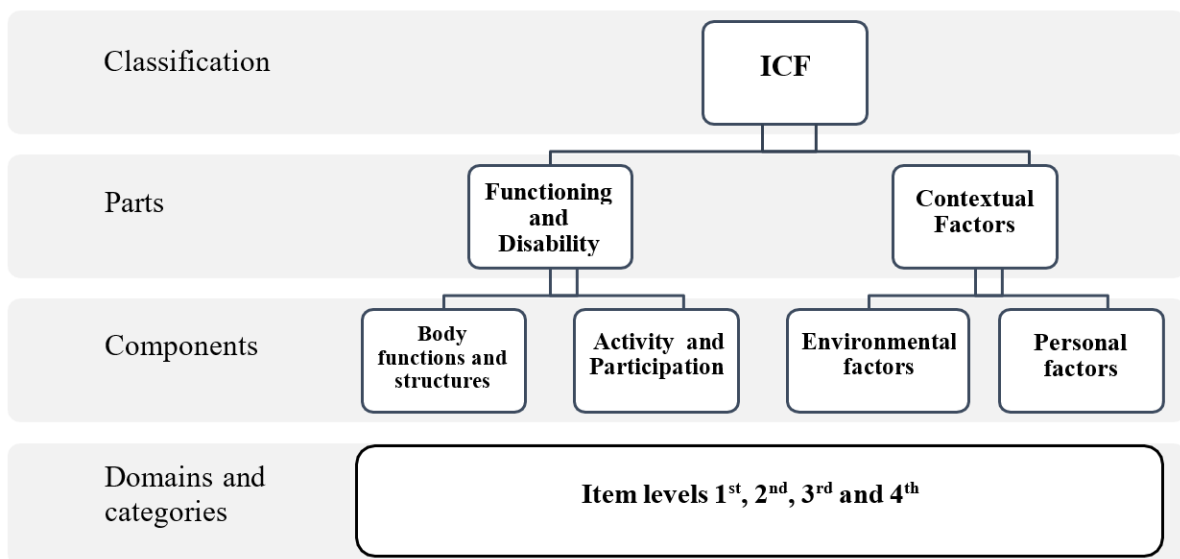 Classification
ICF
Parts
Functioning
and
Disability
Contextual
Factors
Components
Body
functions and
structures
Activity and
Participation
Environmental
factors
Personal
factors
Domains and
categories
Item levels 1st, 2nd, 3rd and 4th